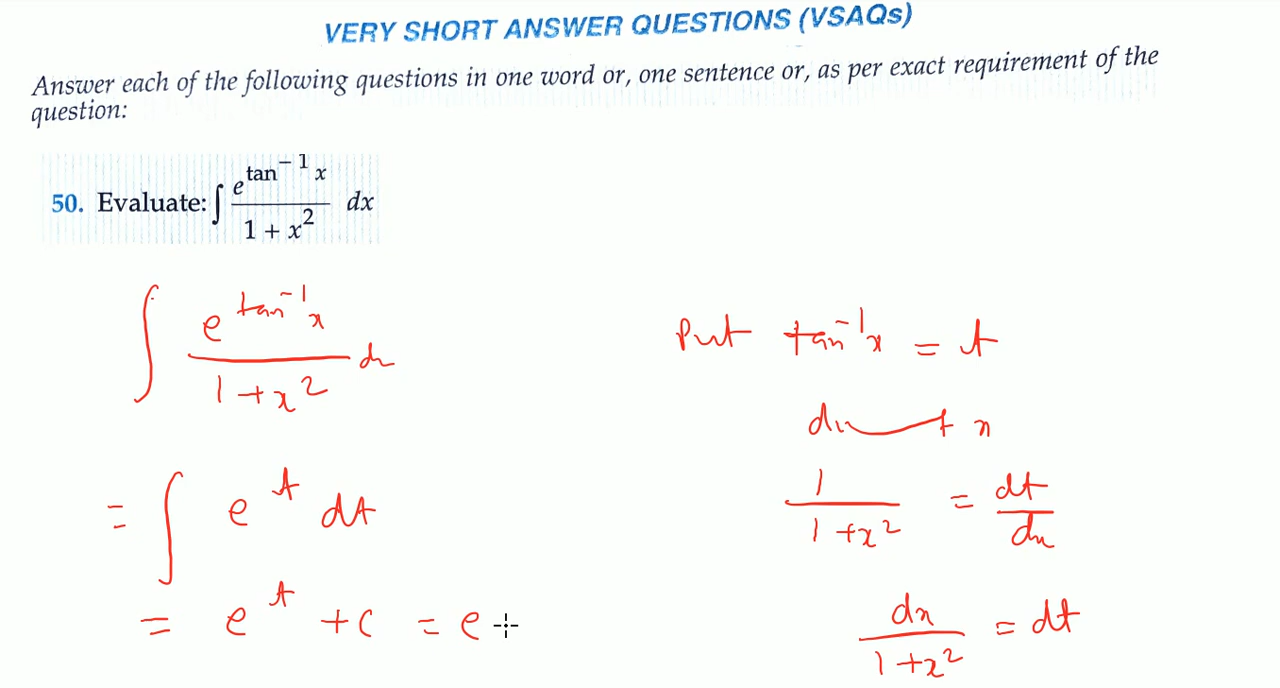 VERY SHORT ANSWER QUESTIONS (VSAQs)
Answer each of the following questions in one word or, one sentence or, as per exact requirement of the
question:
50. Evaluate: ∫ e^(tan⁻¹ x) / (1 + x²) dx
∫ e^(tan⁻¹ x) / (1 + x²) dx
= ∫ e^t dt
= e^t + c = e
Put tan⁻¹ x = t
1 / (1 + x²) = dt / dx
dx / (1 + x²) = dt